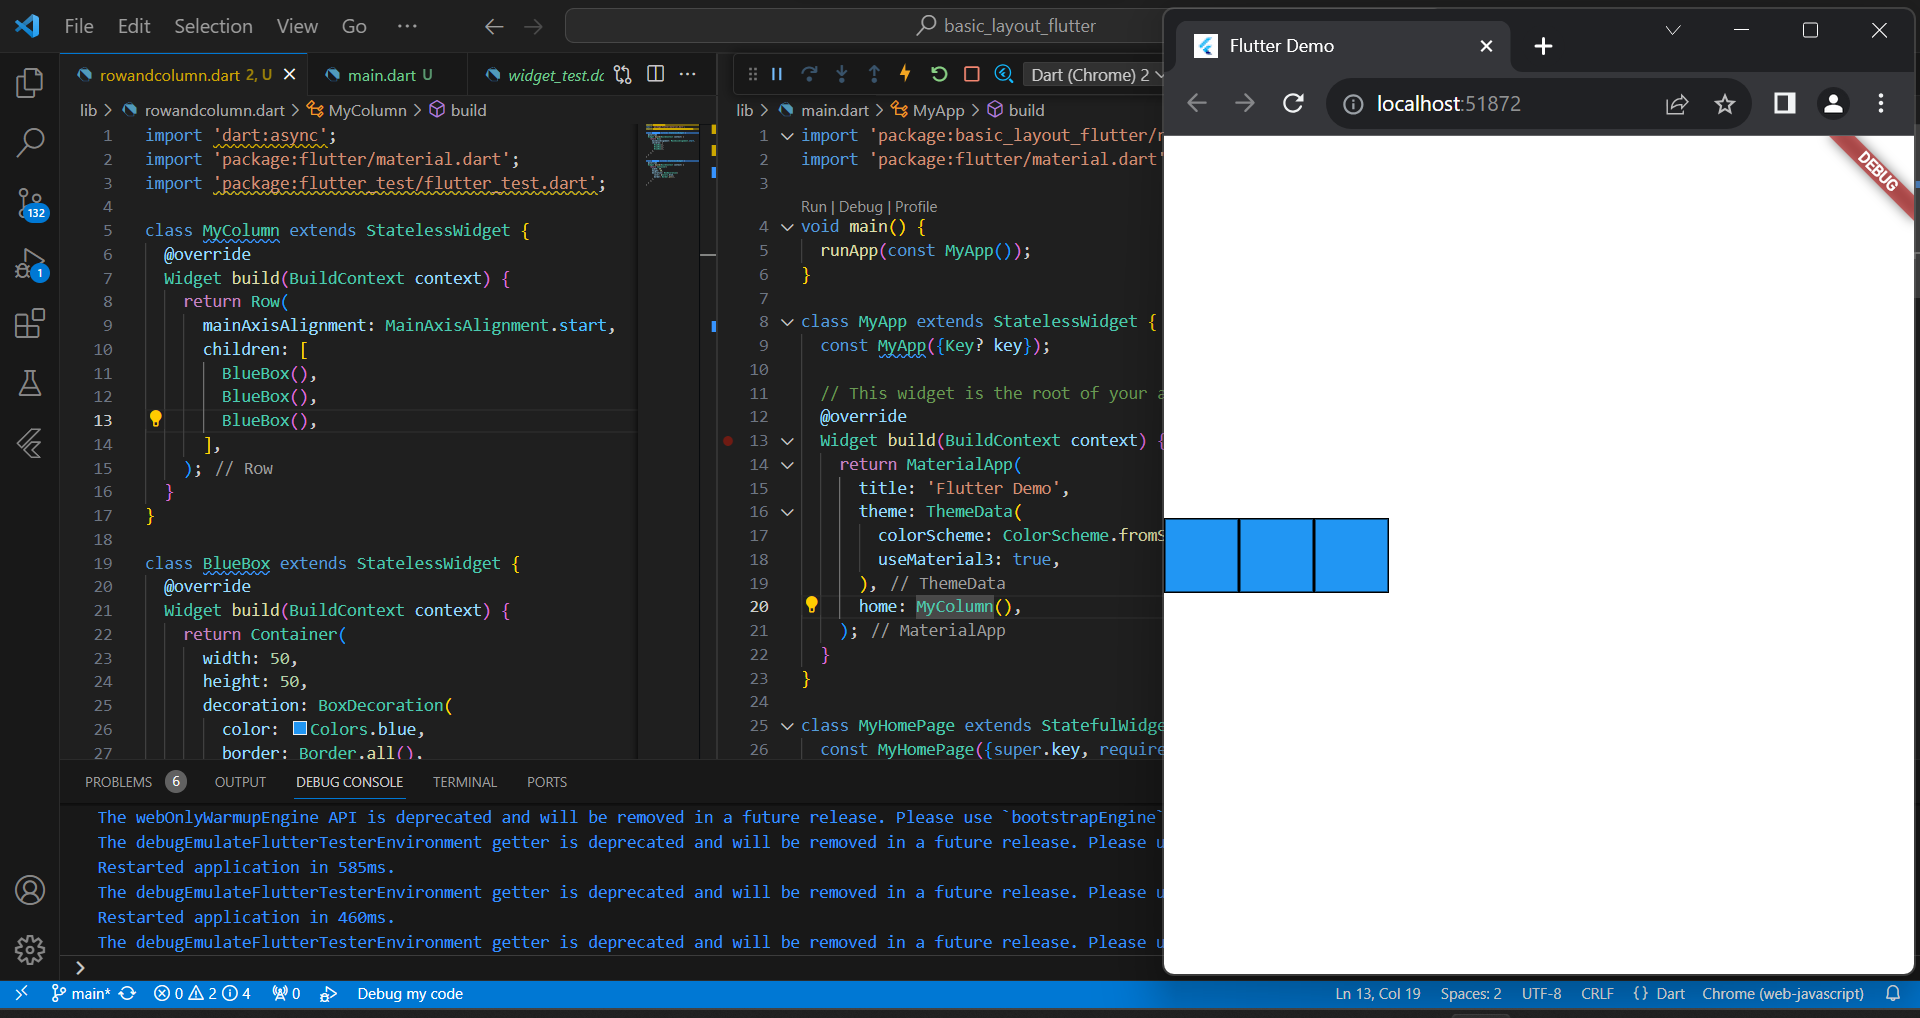 File Edit Selection View Go ··· basic_layout_flutter
rowandcolumn.dart 2, U
main.dart U
widget_test.dc
Dart (Chrome) 2
lib > rowandcolumn.dart > MyColumn > build
1 import 'dart:async';
2 import 'package:flutter/material.dart';
3 import 'package:flutter_test/flutter_test.dart';
4
5 class MyColumn extends StatelessWidget {
6 @override
7 Widget build(BuildContext context) {
8 return Row(
9 mainAxisAlignment: MainAxisAlignment.start,
10 children: [
11 BlueBox(),
12 BlueBox(),
13 BlueBox(),
14 ],
15 ); // Row
16 }
17 }
18
19 class BlueBox extends StatelessWidget {
20 @override
21 Widget build(BuildContext context) {
22 return Container(
23 width: 50,
24 height: 50,
25 decoration: BoxDecoration(
26 color: Colors.blue,
27 border: Border.all(),
lib > main.dart > MyApp > build
1 import 'package:basic_layout_flutter/
2 import 'package:flutter/material.dart'
3
Run | Debug | Profile
4 void main() {
5 runApp(const MyApp());
6 }
7
8 class MyApp extends StatelessWidget {
9 const MyApp({Key? key});
10
11 // This widget is the root of your a
12 @override
13 Widget build(BuildContext context) {
14 return MaterialApp(
15 title: 'Flutter Demo',
16 theme: ThemeData(
17 colorScheme: ColorScheme.fromS
18 useMaterial3: true,
19 ), // ThemeData
20 home: MyColumn(),
21 ); // MaterialApp
22 }
23 }
24
25 class MyHomePage extends StatefulWidge
26 const MyHomePage({super.key, require
PROBLEMS 6 OUTPUT DEBUG CONSOLE TERMINAL PORTS
The webOnlyWarmupEngine API is deprecated and will be removed in a future release. Please use `bootstrapEngine`
The debugEmulateFlutterTesterEnvironment getter is deprecated and will be removed in a future release. Please u
Restarted application in 585ms.
The debugEmulateFlutterTesterEnvironment getter is deprecated and will be removed in a future release. Please u
Restarted application in 460ms.
The debugEmulateFlutterTesterEnvironment getter is deprecated and will be removed in a future release. Please u
>
132
1
main* 0 2 4 0 Debug my code
Ln 13, Col 19 Spaces: 2 UTF-8 CRLF {} Dart Chrome (web-javascript)
Flutter Demo
localhost:51872
DEBUG